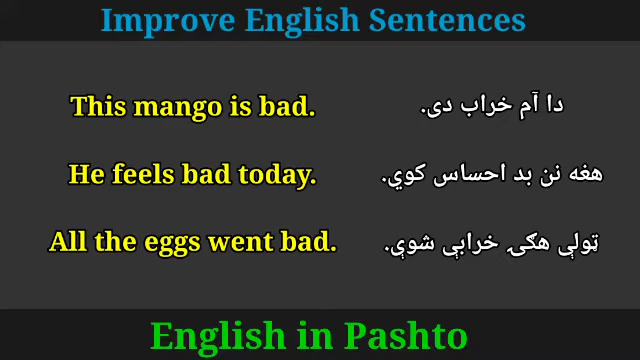 Improve English Sentences
This mango is bad. دا آم خراب دی.
He feels bad today. هغه نن بد احساس کوي.
All the eggs went bad. ټولې هګۍ خرابې شوې.
English in Pashto